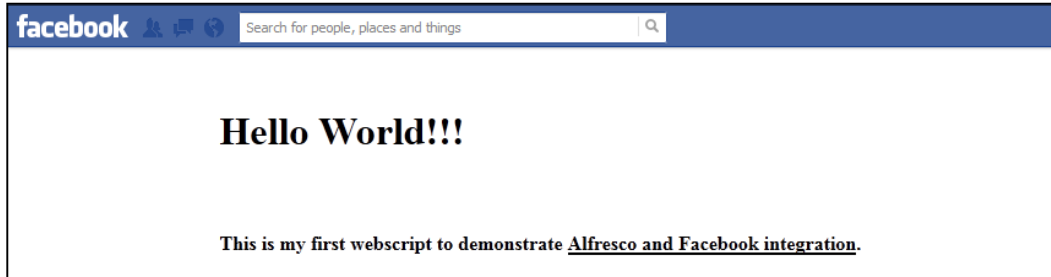 facebook Search for people, places and things
Hello World!!!
This is my first webscript to demonstrate Alfresco and Facebook integration.